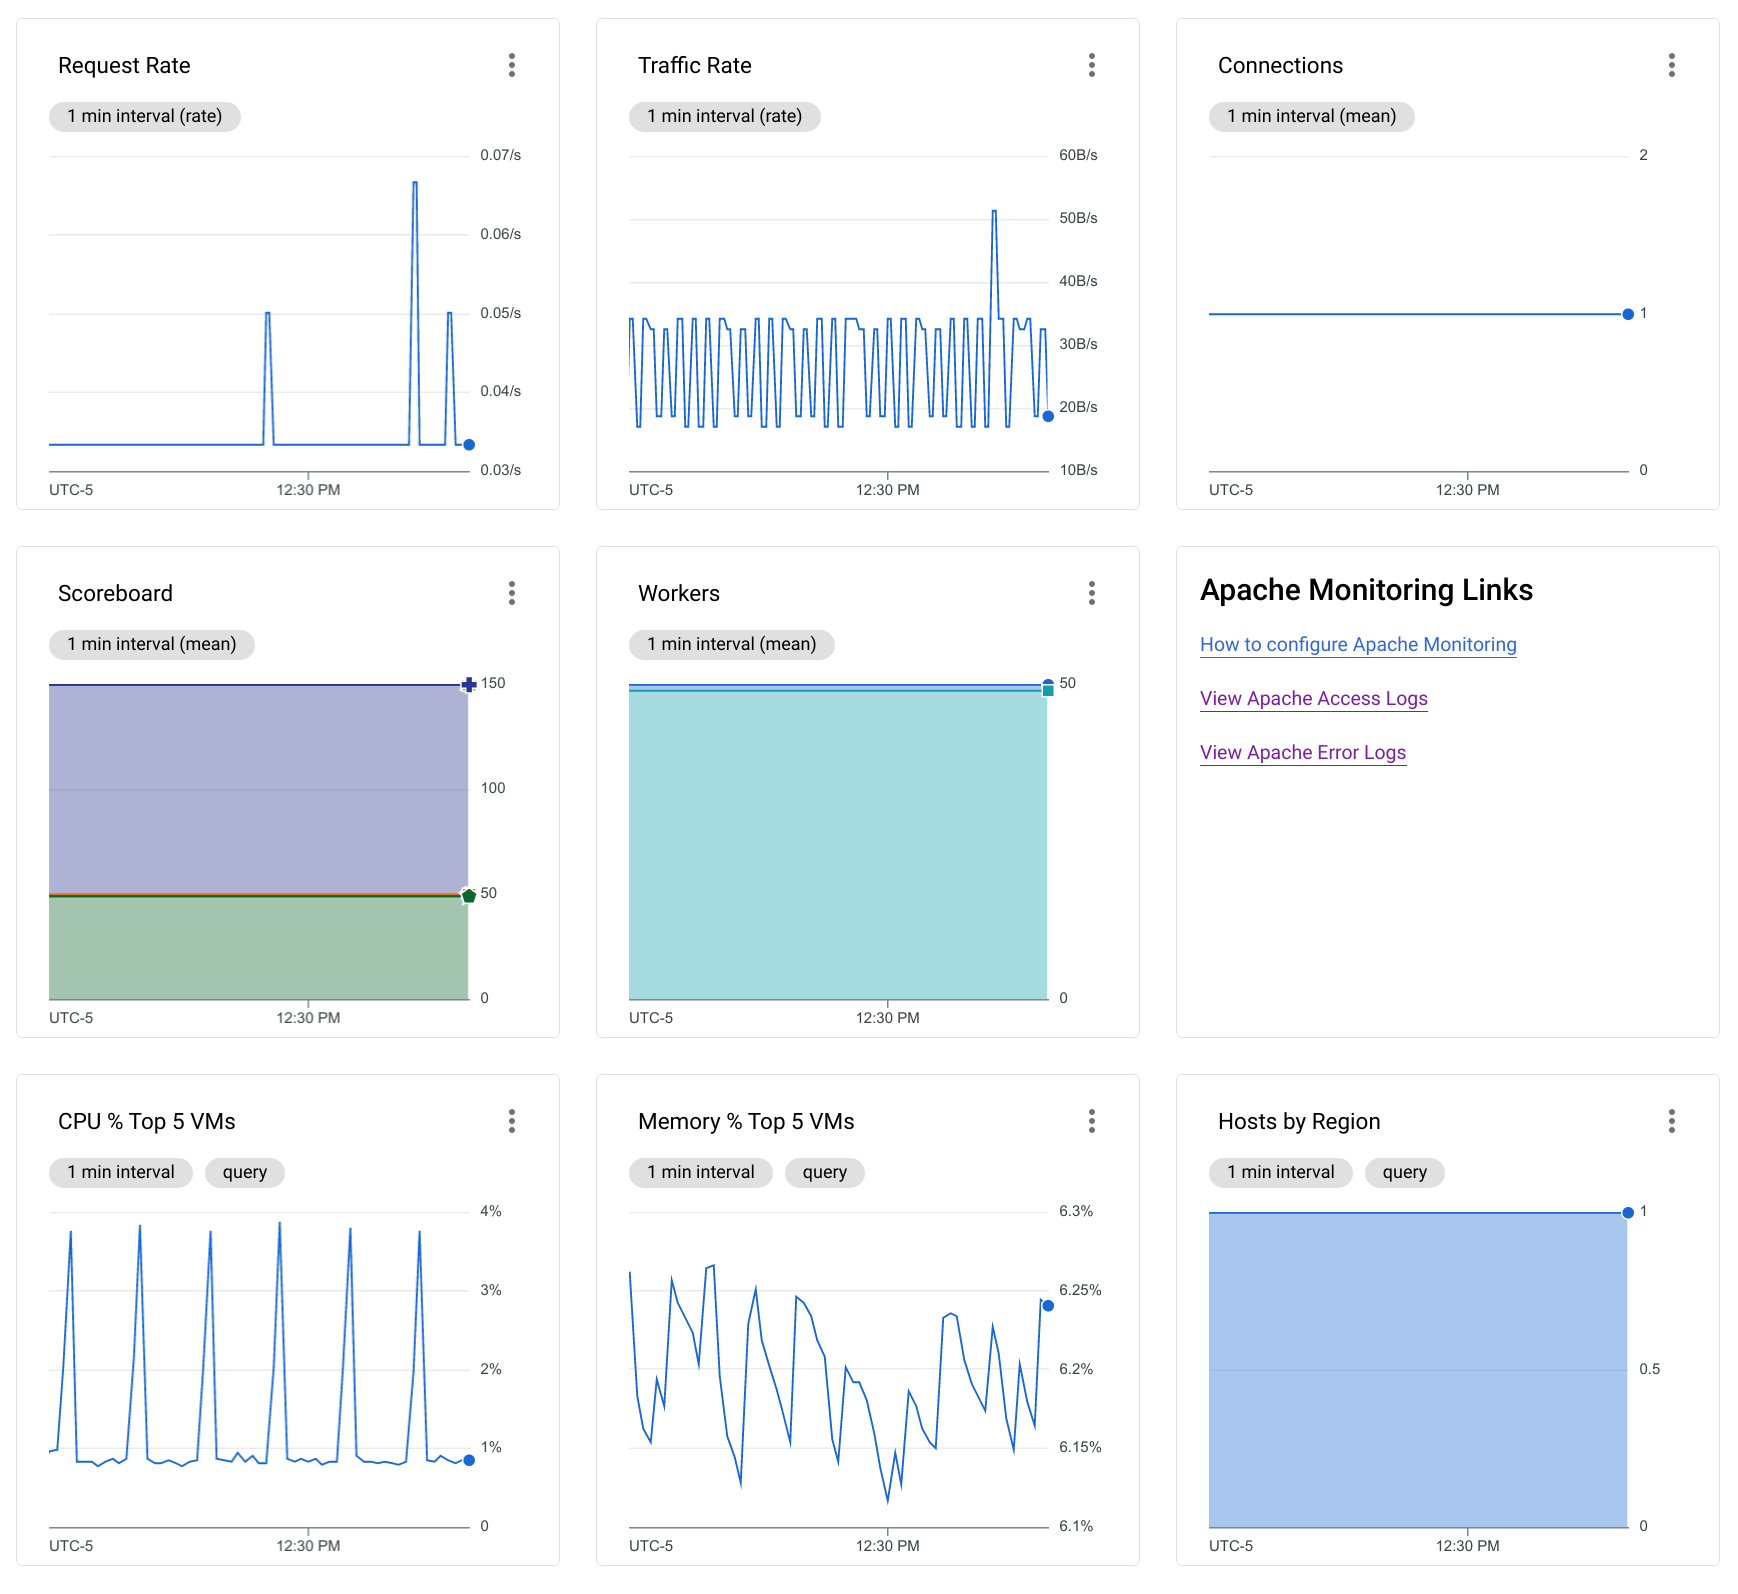 Request Rate
1 min interval (rate)
0.07/s
0.06/s
0.05/s
0.04/s
0.03/s
UTC-5
12:30 PM
Traffic Rate
1 min interval (rate)
60B/s
50B/s
40B/s
30B/s
20B/s
10B/s
UTC-5
12:30 PM
Connections
1 min interval (mean)
2
1
0
UTC-5
12:30 PM
Scoreboard
1 min interval (mean)
150
100
50
0
UTC-5
12:30 PM
Workers
1 min interval (mean)
50
0
UTC-5
12:30 PM
Apache Monitoring Links
How to configure Apache Monitoring
View Apache Access Logs
View Apache Error Logs
CPU % Top 5 VMs
1 min interval
query
4%
3%
2%
1%
0
UTC-5
12:30 PM
Memory % Top 5 VMs
1 min interval
query
6.3%
6.25%
6.2%
6.15%
6.1%
UTC-5
12:30 PM
Hosts by Region
1 min interval
query
1
0.5
0
UTC-5
12:30 PM